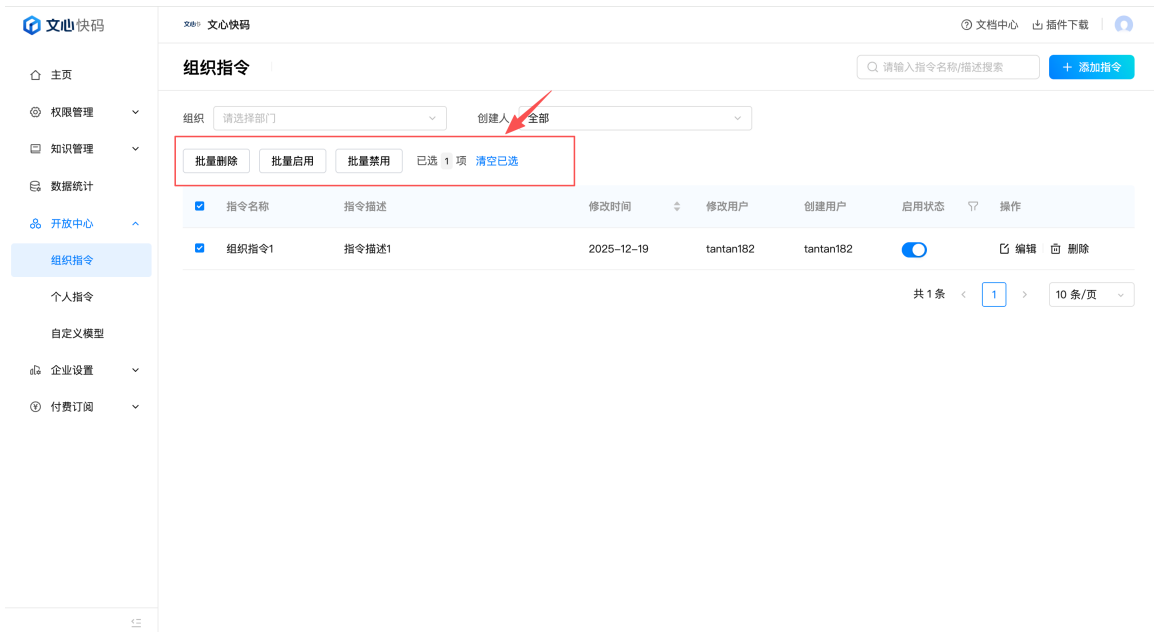 文心快码
文心快码 文心快码 文档中心 插件下载
组织指令 请输入指令名称/描述搜索 添加指令
主页
权限管理
知识管理
数据统计
开放中心
组织指令
个人指令
自定义模型
企业设置
付费订阅
组织 请选择部门 创建人 全部
批量删除 批量启用 批量禁用 已选 1 项 清空已选
指令名称 指令描述 修改时间 修改用户 创建用户 启用状态 操作
组织指令1 指令描述1 2025-12-19 tantan182 tantan182 编辑 删除
共 1 条 1 10 条/页